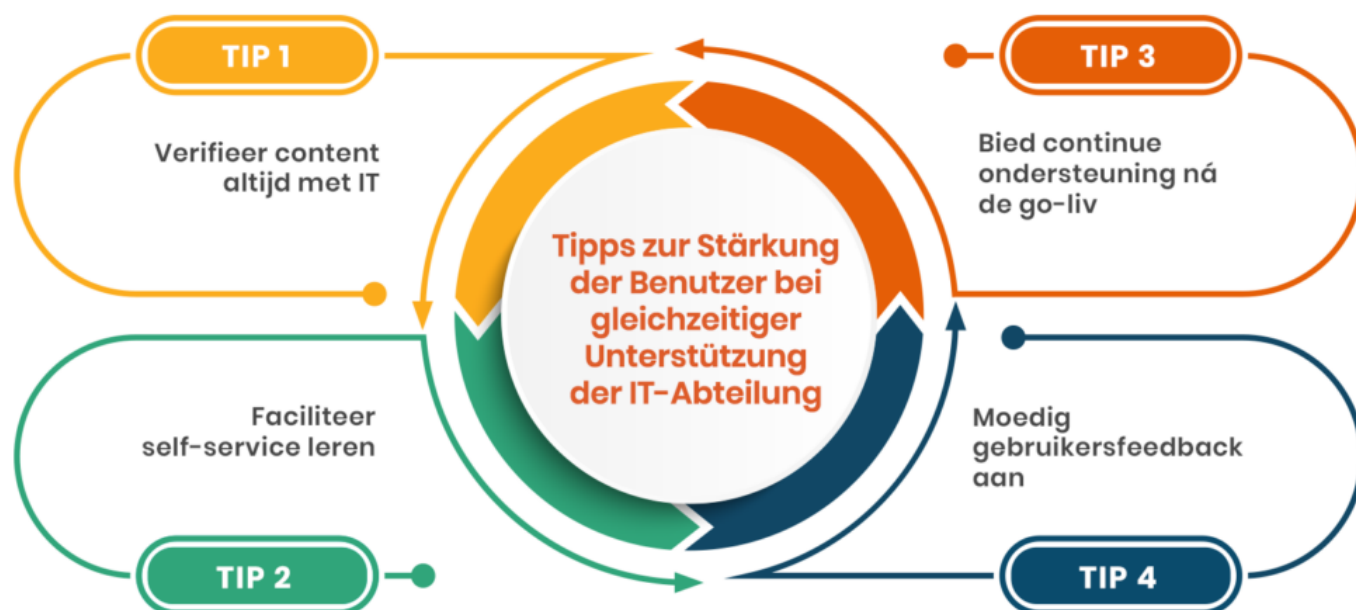 TIP 1
Verifieer content
altijd met IT
TIP 2
Faciliteer
self-service leren
Tipps zur Stärkung
der Benutzer bei
gleichzeitiger
Unterstützung
der IT-Abteilung
TIP 3
Bied continue
ondersteuning ná
de go-liv
TIP 4
Moedig
gebruikersfeedback
aan